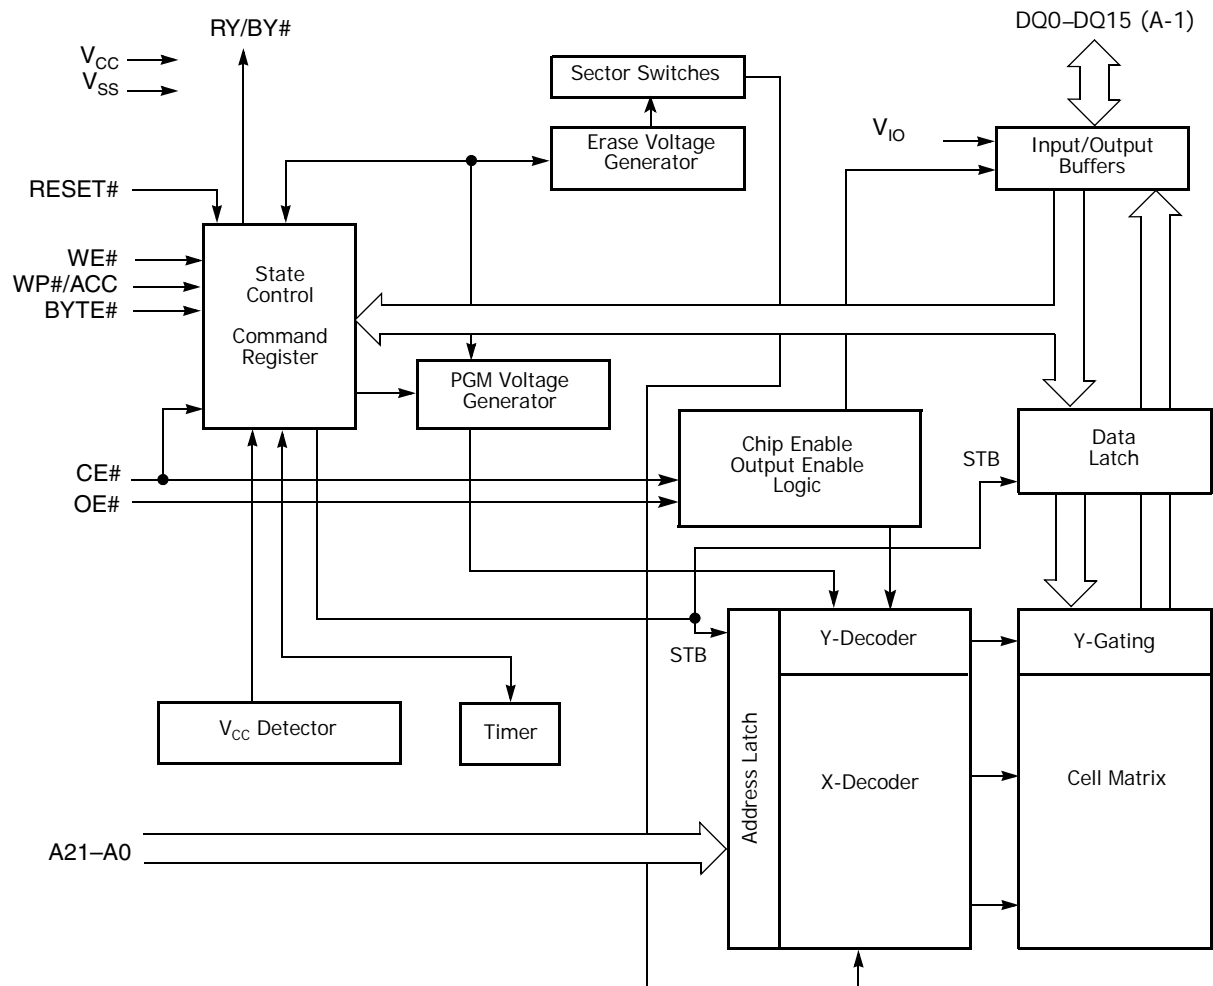 RY/BY#
DQ0–DQ15 (A-1)
VCC
VSS
Sector Switches
Erase Voltage
Generator
VIO
Input/Output
Buffers
RESET#
WE#
WP#/ACC
BYTE#
State
Control
Command
Register
PGM Voltage
Generator
Chip Enable
Output Enable
Logic
STB
Data
Latch
CE#
OE#
STB
Y-Decoder
Y-Gating
VCC Detector
Timer
Address Latch
X-Decoder
Cell Matrix
A21–A0